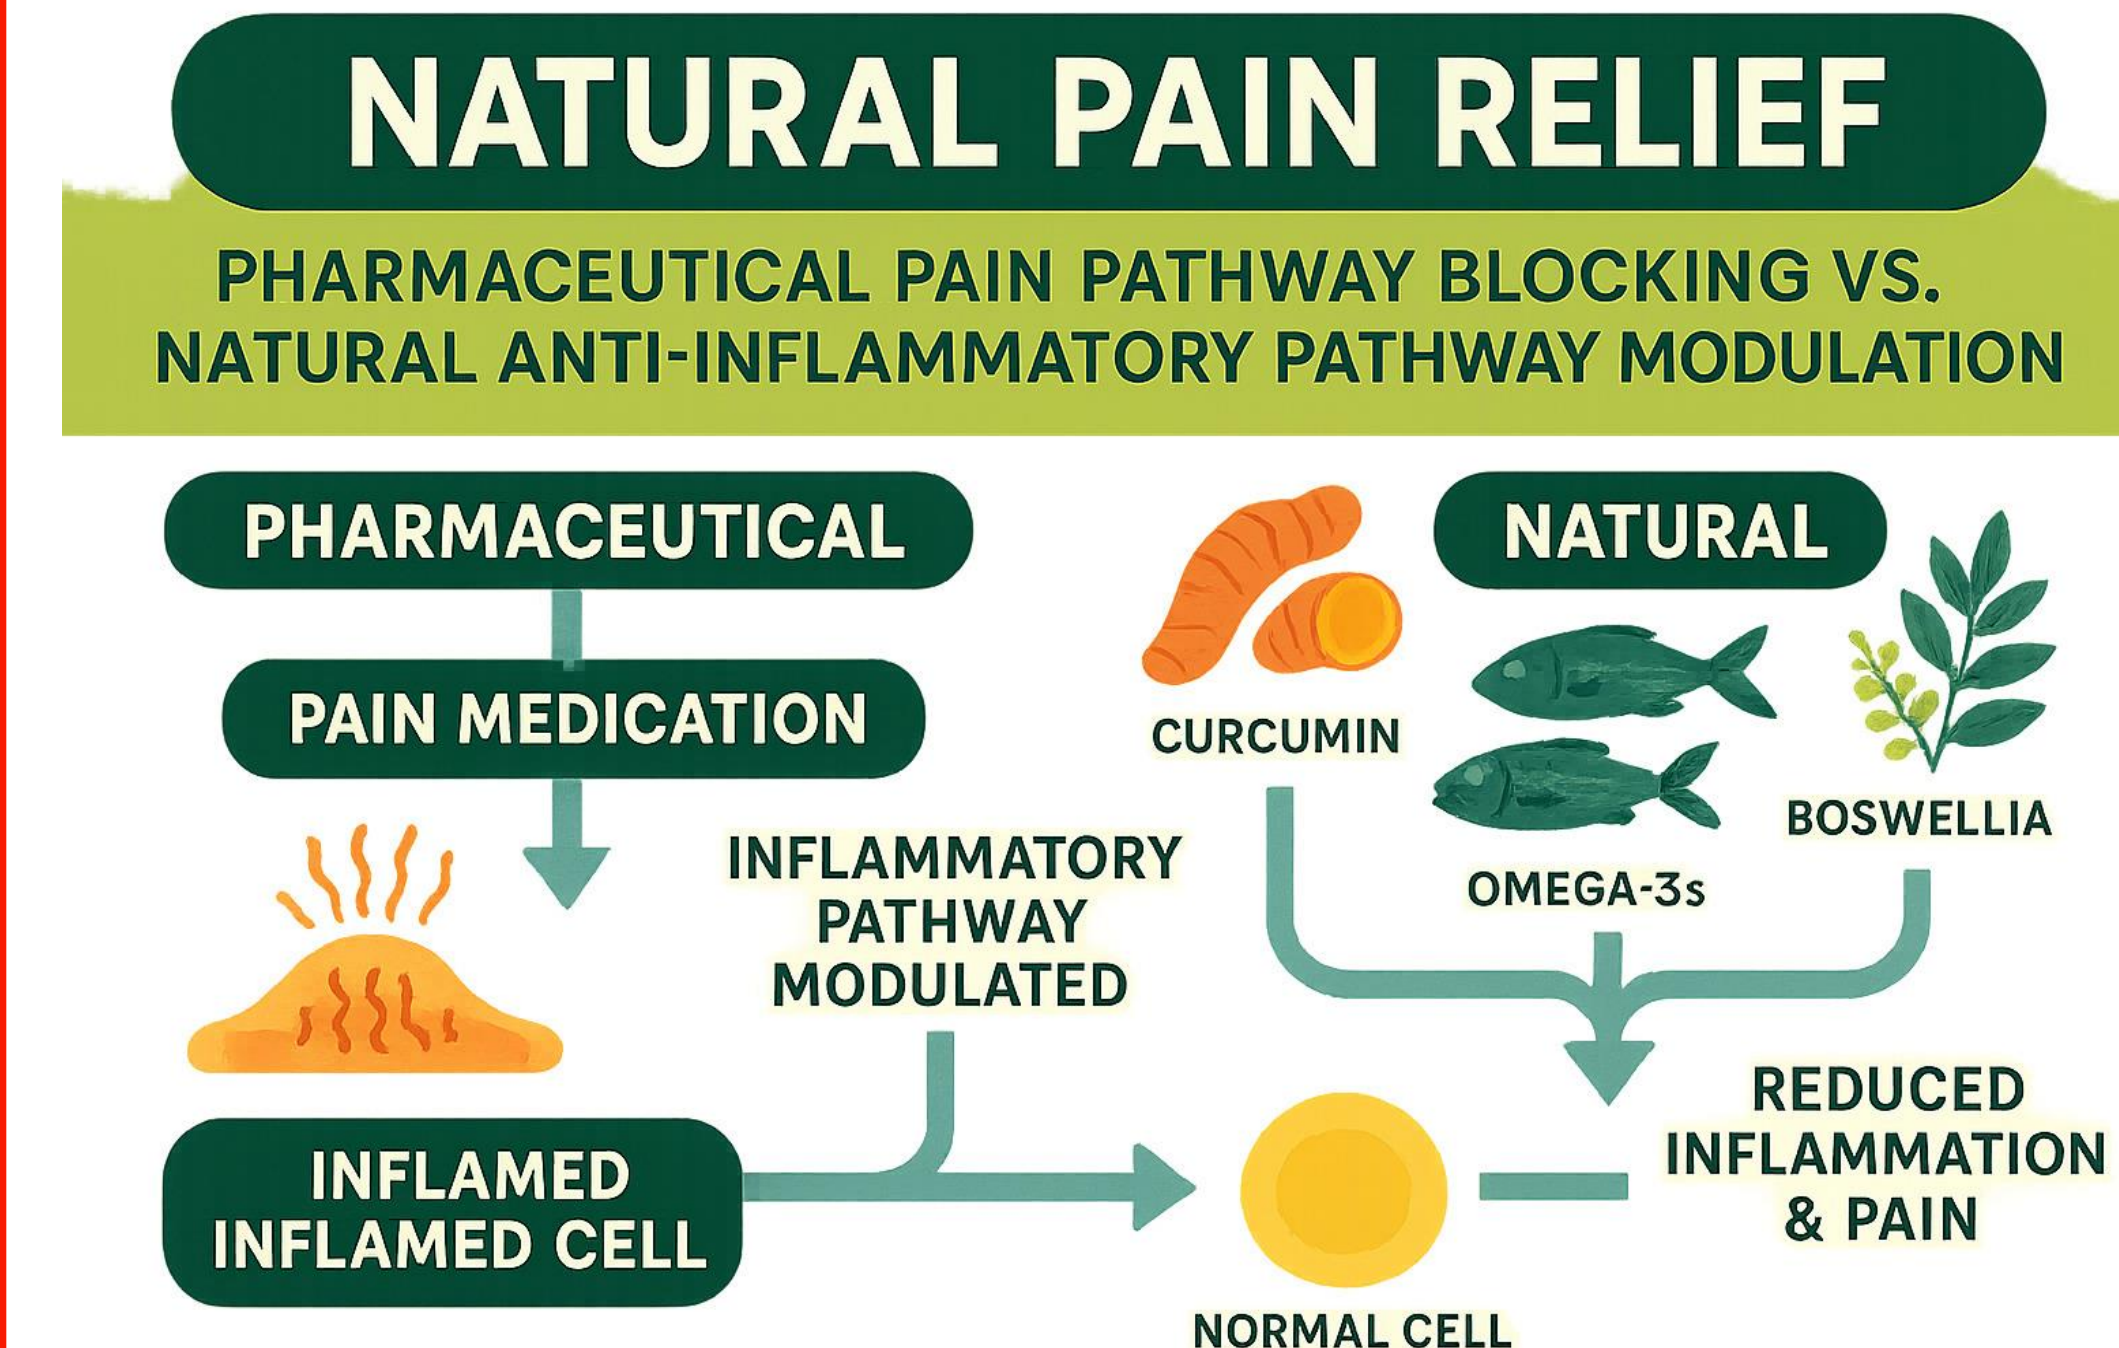 NATURAL PAIN RELIEF
PHARMACEUTICAL PAIN PATHWAY BLOCKING VS.
NATURAL ANTI-INFLAMMATORY PATHWAY MODULATION
PHARMACEUTICAL
PAIN MEDICATION
INFLAMMATORY
PATHWAY
MODULATED
INFLAMED
INFLAMED CELL
NATURAL
CURCUMIN
OMEGA-3s
BOSWELLIA
NORMAL CELL
REDUCED
INFLAMMATION
& PAIN